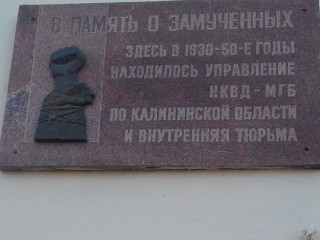 В ПАМЯТЬ О ЗАМУЧЕННЫХ
ЗДЕСЬ В 1930-50-Е ГОДЫ
НАХОДИЛОСЬ УПРАВЛЕНИЕ
НКВД - МГБ
ПО КАЛИНИНСКОЙ ОБЛАСТИ
И ВНУТРЕННЯЯ ТЮРЬМА